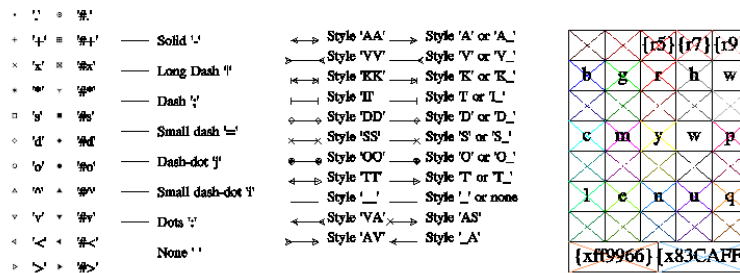 '.' '#.'
'+' '#+'
'x' '#x'
'*' '#*'
's' '#s'
'd' '#d'
'o' '#o'
'^' '#^'
'v' '#v'
'<' '#<'
'>' '#>'
Solid '-'
Long Dash '|'
Dash ';'
Small dash '='
Dash-dot 'j'
Small dash-dot 'i'
Dots ':'
None ' '
Style 'AA' Style 'A' or 'A_'
Style 'VV' Style 'V' or 'V_'
Style 'KK' Style 'K' or 'K_'
Style 'II' Style 'I' or 'I_'
Style 'DD' Style 'D' or 'D_'
Style 'SS' Style 'S' or 'S_'
Style 'OO' Style 'O' or 'O_'
Style 'TT' Style 'T' or 'T_'
Style '__' Style '_' or none
Style 'VA' Style 'AS'
Style 'AV' Style '_A'
{r5} {r7} {r9
b g r h w
c m y w p
l e n u q
{xff9966} {x83CAFF